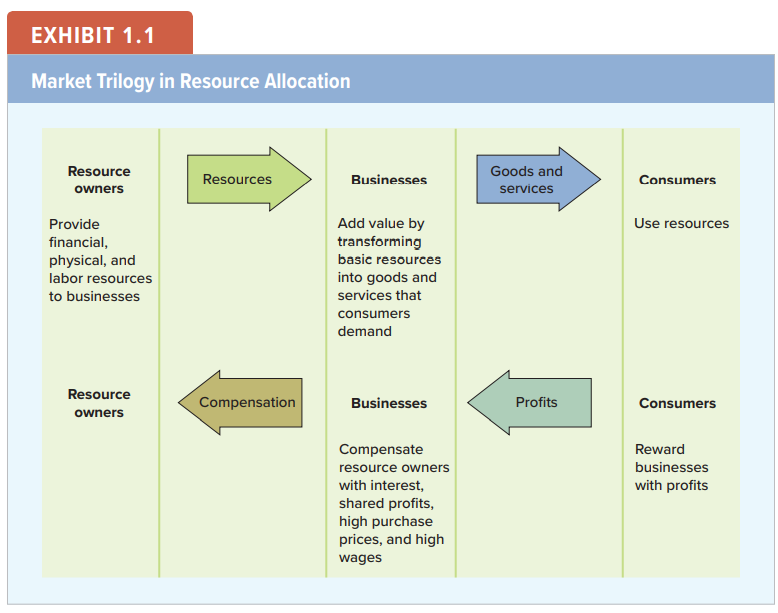 EXHIBIT 1.1
Market Trilogy in Resource Allocation
Resource
owners
Resources
Businesses
Goods and
services
Consumers
Provide
financial,
physical, and
labor resources
to businesses
Add value by
transforming
basic resources
into goods and
services that
consumers
demand
Use resources
Resource
owners
Compensation
Businesses
Profits
Consumers
Compensate
resource owners
with interest,
shared profits,
high purchase
prices, and high
wages
Reward
businesses
with profits